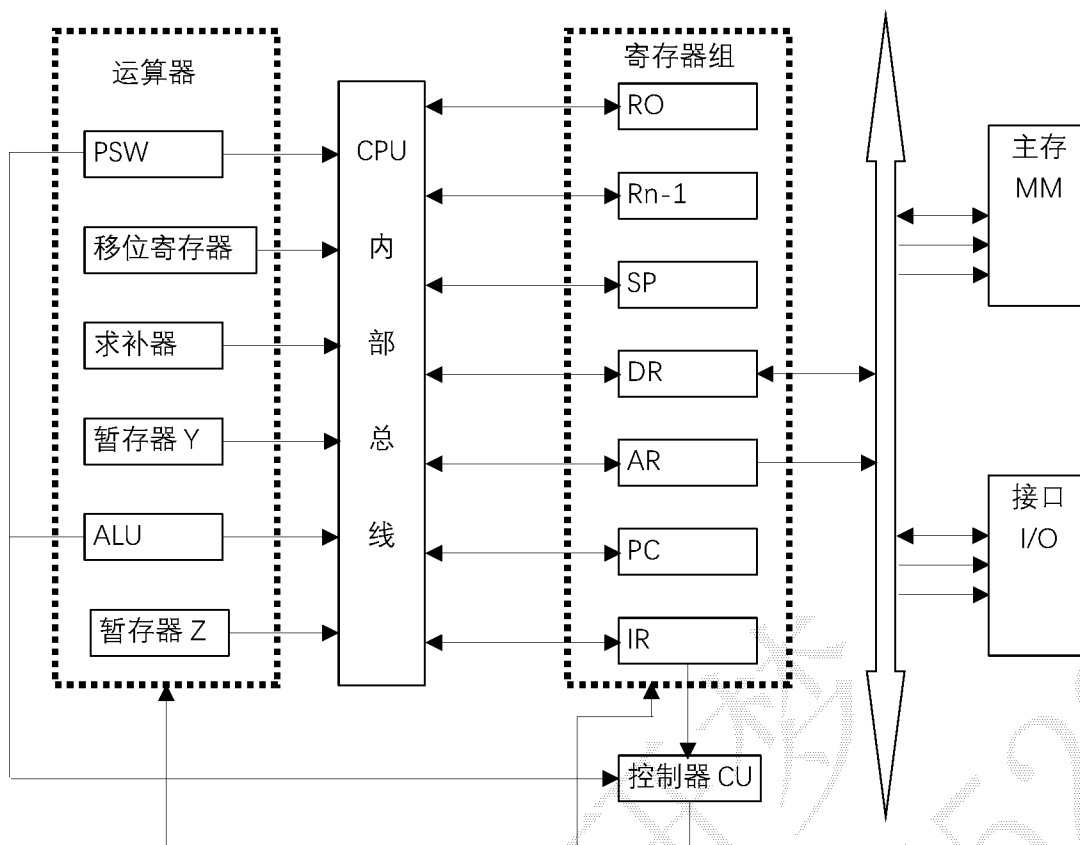 运算器
PSW
移位寄存器
求补器
暂存器 Y
ALU
暂存器 Z
CPU
内
部
总
线
寄存器组
RO
Rn-1
SP
DR
AR
PC
IR
控制器 CU
主存
MM
接口
I/O